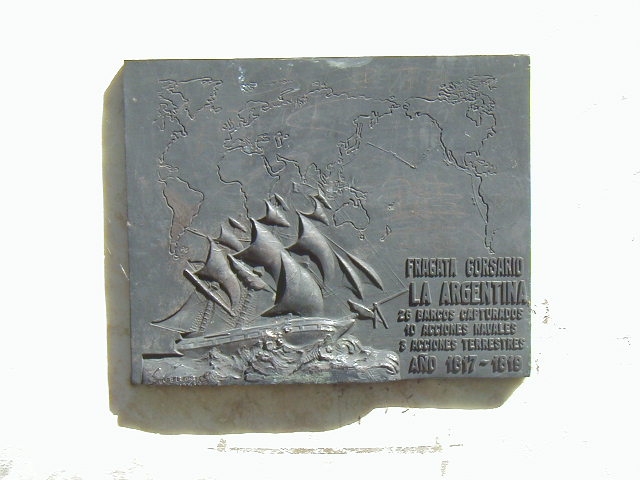 FRAGATA CORSARIO
LA ARGENTINA
26 BARCOS CAPTURADOS
10 ACCIONES NAVALES
3 ACCIONES TERRESTRES
AÑO 1817-1819